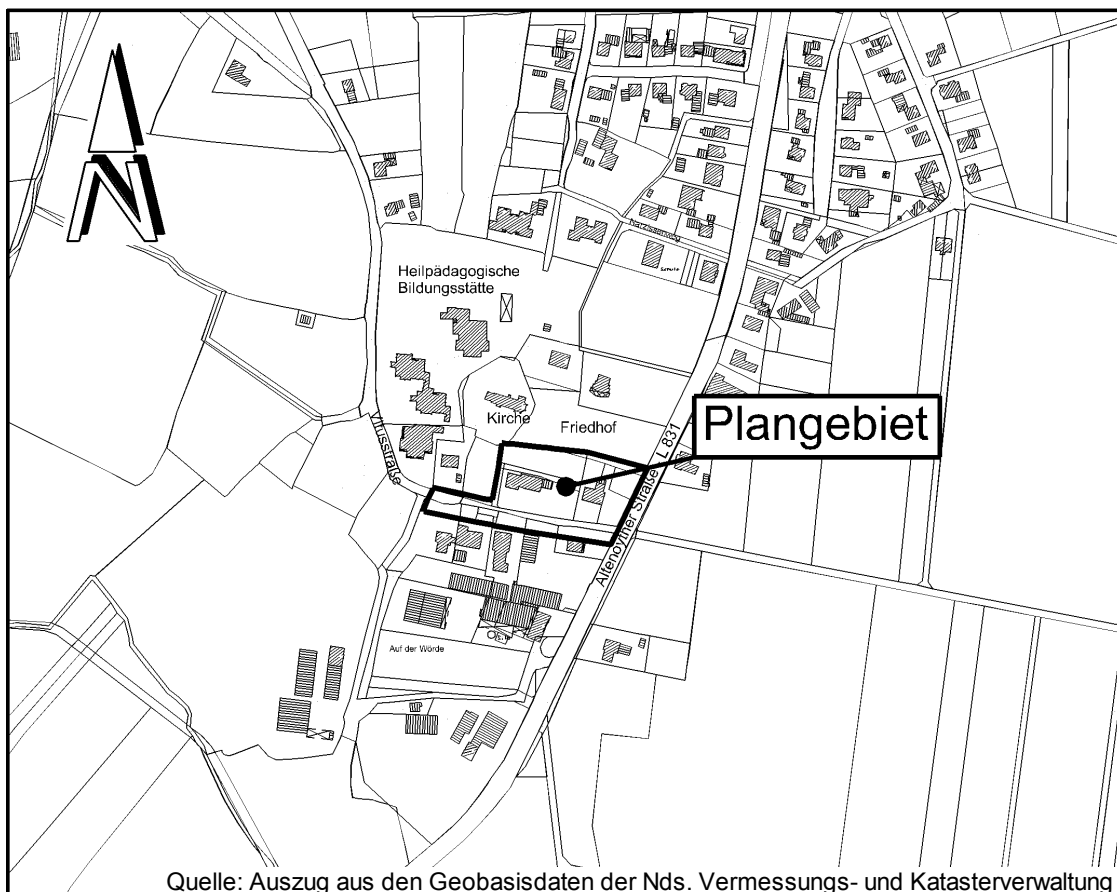 N
Heilpädagogische
Bildungsstätte
Kirche
Friedhof
Vitusstraße
Plangebiet
Altenoyther Straße L 831
Auf der Wörde
Quelle: Auszug aus den Geobasisdaten der Nds. Vermessungs- und Katasterverwaltung